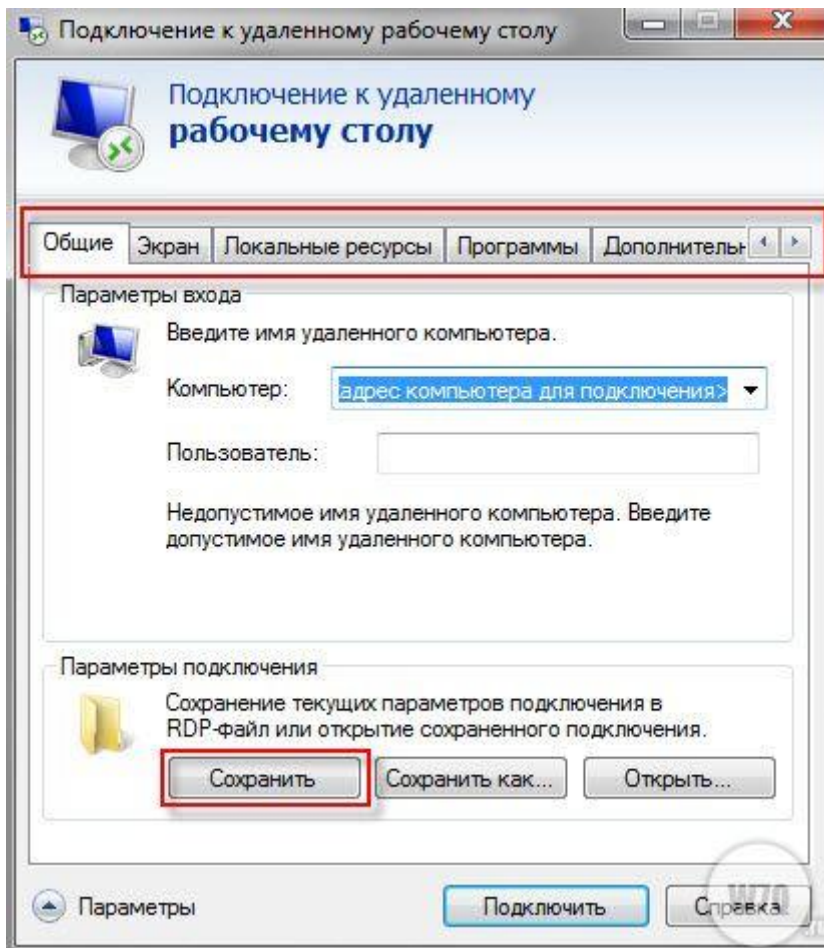 Подключение к удаленному рабочему столу
Подключение к удаленному
рабочему столу
Общие Экран Локальные ресурсы Программы Дополнительн
Параметры входа
Введите имя удаленного компьютера.
Компьютер: адрес компьютера для подключения>
Пользователь:
Недопустимое имя удаленного компьютера. Введите
допустимое имя удаленного компьютера.
Параметры подключения
Сохранение текущих параметров подключения в
RDP-файл или открытие сохраненного подключения.
Сохранить Сохранить как... Открыть...
Параметры Подключить Справка